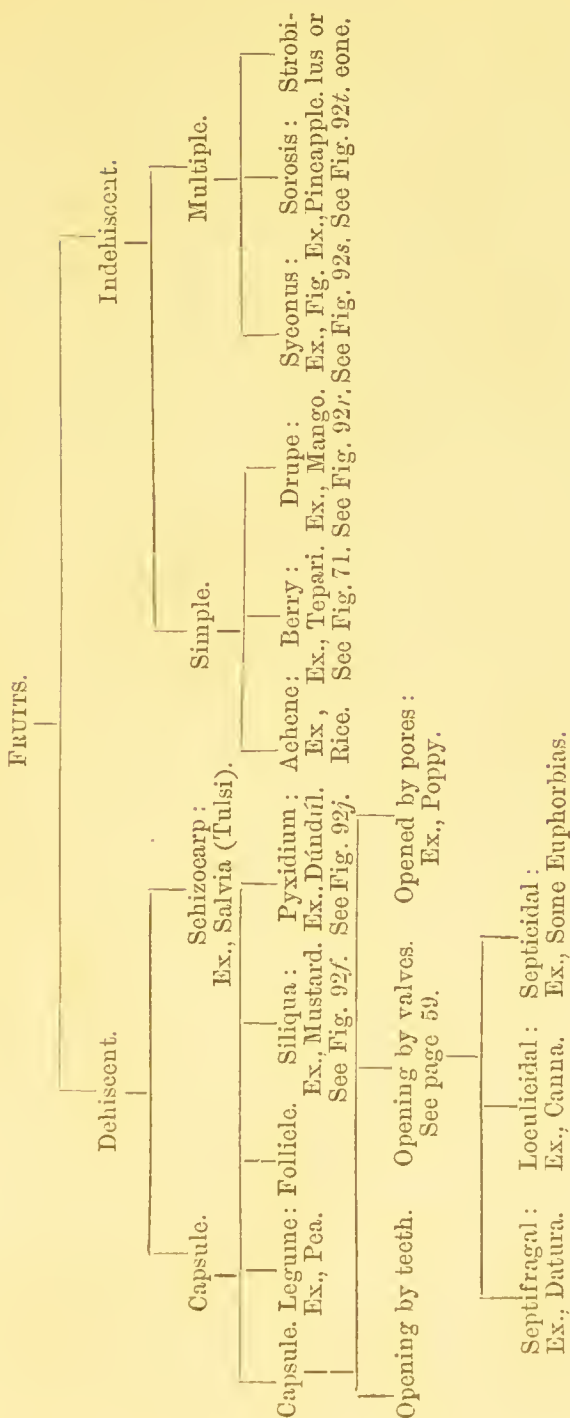 FRUITS.
Dehiscent. Indehiscent.
Capsule. Schizocarp :
Ex., Salvia (Tulsi).
Simple. Multiple.
Capsule. Legume : Follicle. Siliqua : Pyxidium :
Ex., Pea. Ex., Mustard. Ex., Dúndúl.
See Fig. 92f. See Fig. 92j.
Achene : Berry : Drupe : Syconus : Sorosis : Strobi-
Ex , Ex., Tepari. Ex., Mango. Ex., Fig. Ex., Pineapple. lus or
Rice. See Fig. 71. See Fig. 92r. See Fig. 92s. See Fig. 92t. cone.
Opening by teeth. Opening by valves. Opened by pores :
See page 59. Ex., Poppy.
Septifragal : Loculicidal : Septicidal :
Ex., Datura. Ex., Canna. Ex., Some Euphorbias.